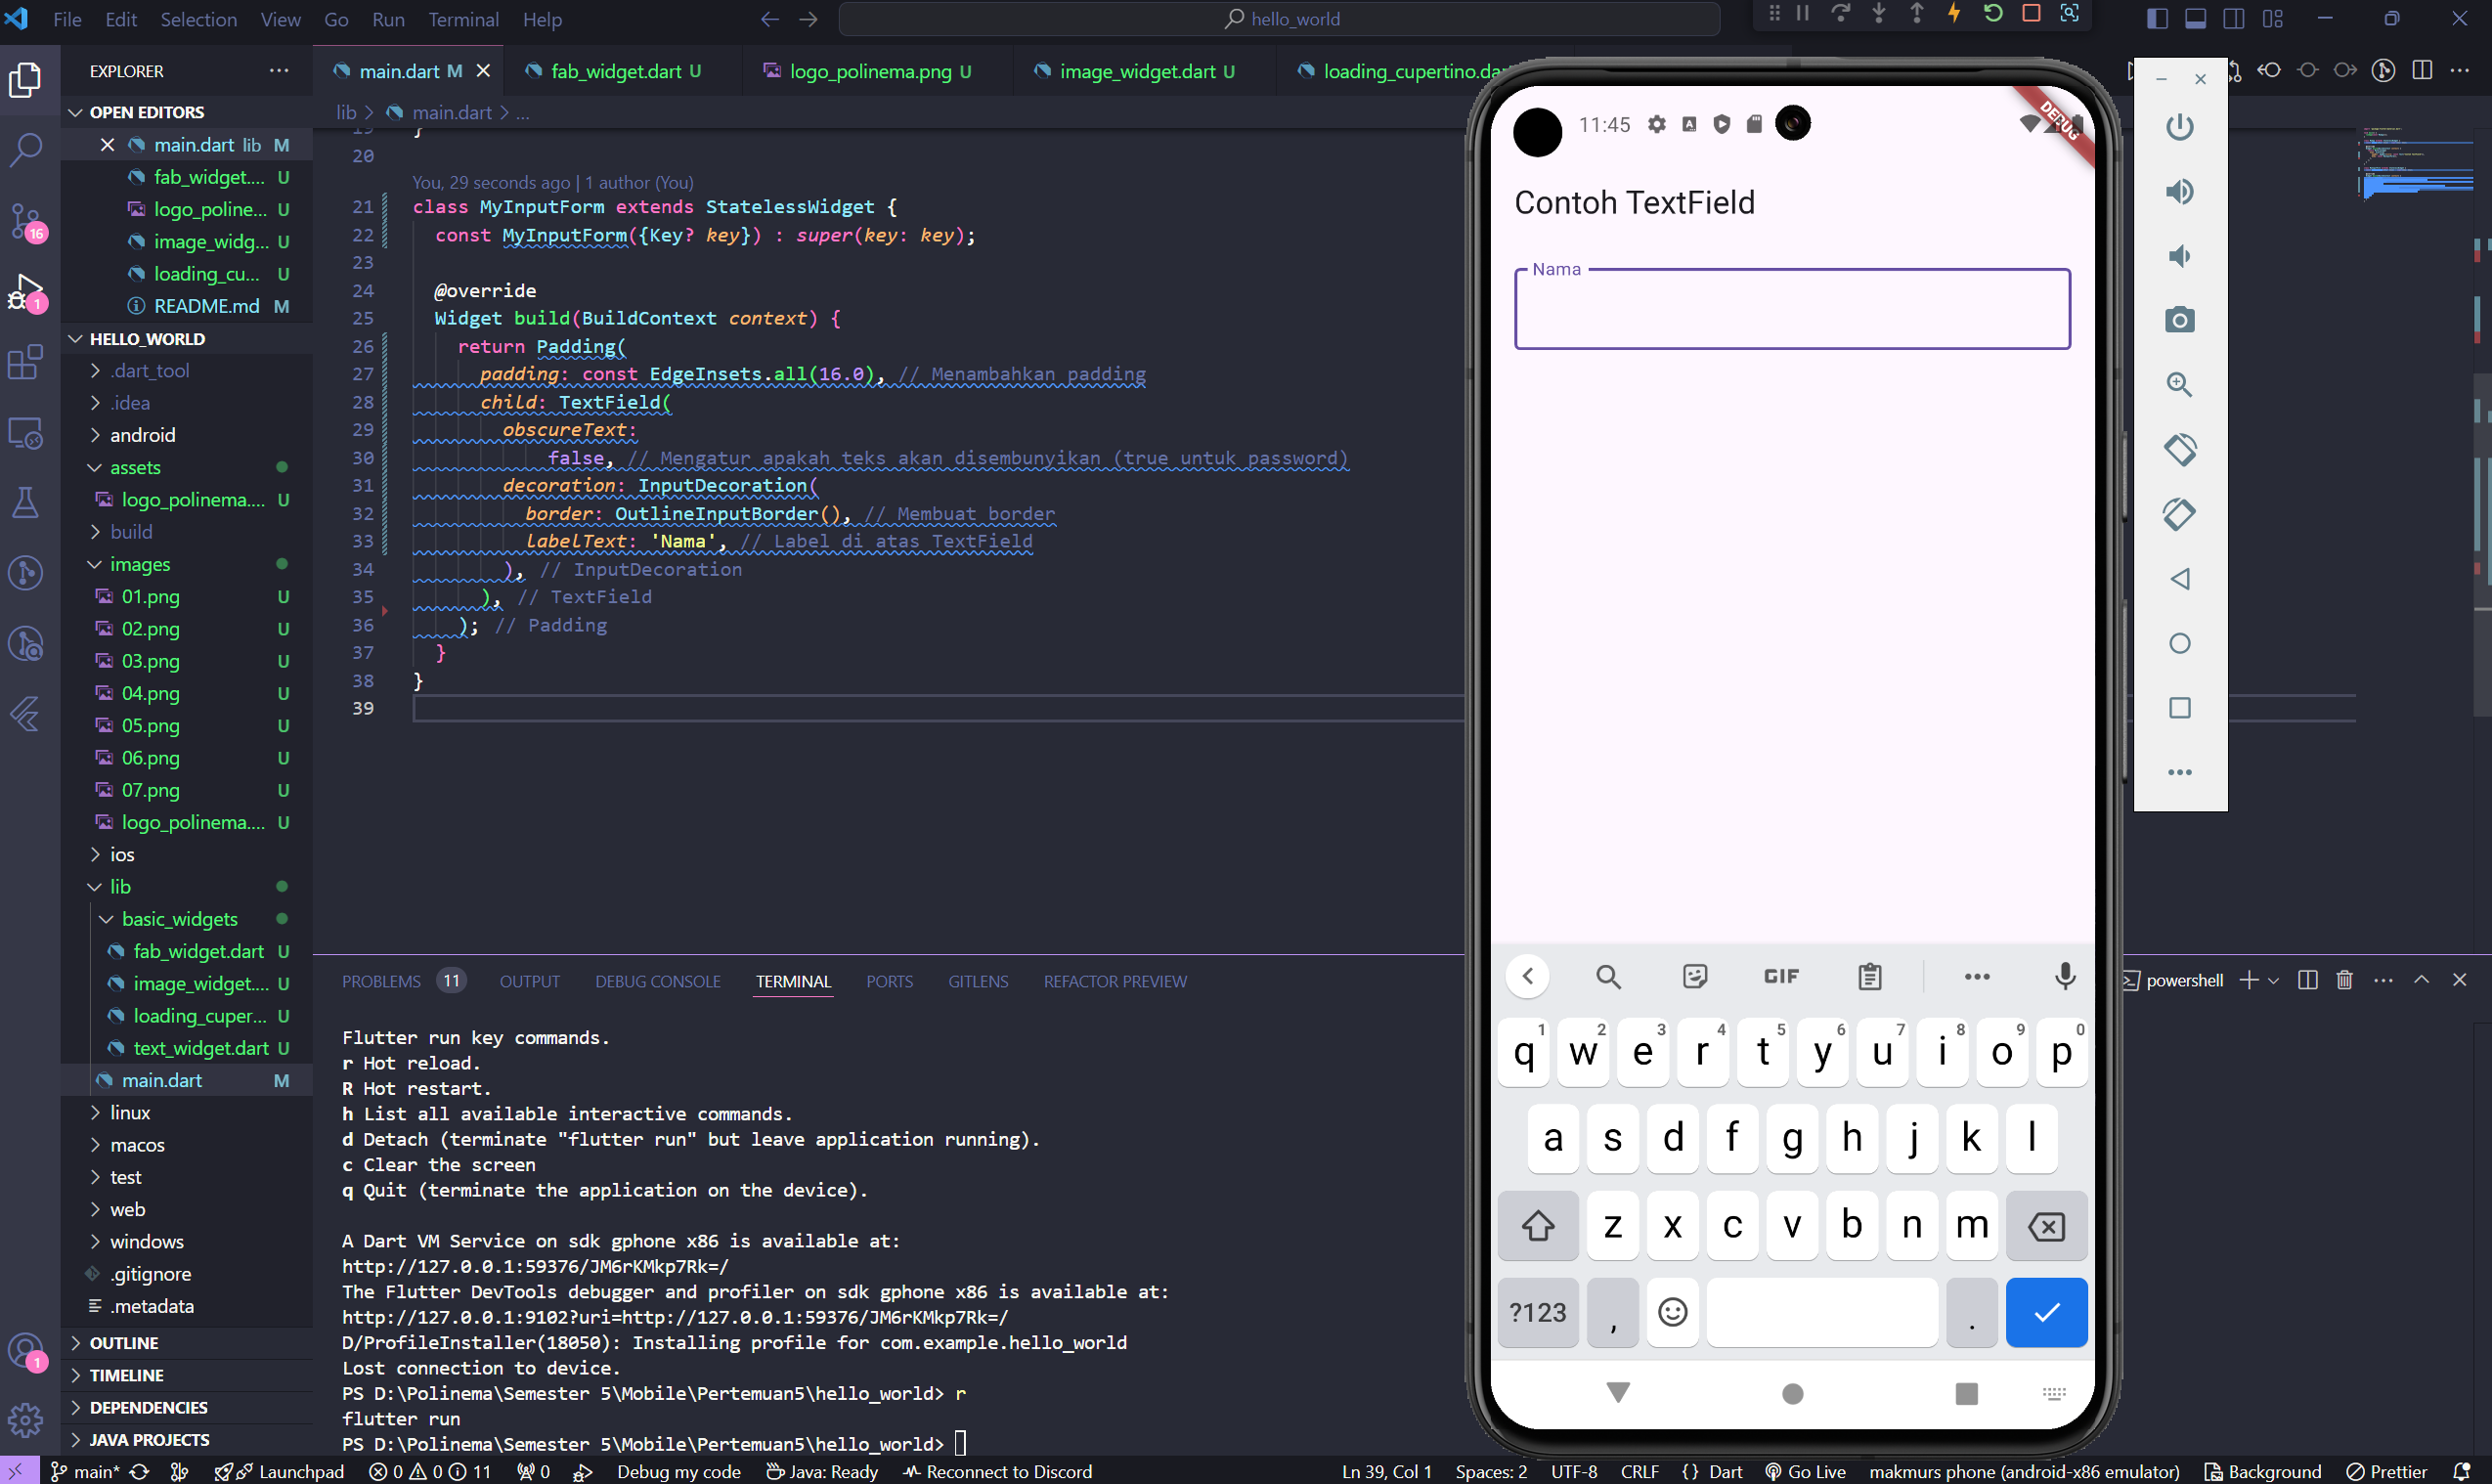 File Edit Selection View Go Run Terminal Help
hello_world
EXPLORER
main.dart M
fab_widget.dart U
logo_polinema.png U
image_widget.dart U
loading_cupertino.da
OPEN EDITORS
main.dart lib M
fab_widget.... U
logo_poline... U
image_widg... U
loading_cu... U
README.md M
HELLO_WORLD
.dart_tool
.idea
android
assets
logo_polinema.... U
build
images
01.png U
02.png U
03.png U
04.png U
05.png U
06.png U
07.png U
logo_polinema.... U
ios
lib
basic_widgets
fab_widget.dart U
image_widget.... U
loading_cuper... U
text_widget.dart U
main.dart M
linux
macos
test
web
windows
.gitignore
.metadata
OUTLINE
TIMELINE
DEPENDENCIES
JAVA PROJECTS
16
1
1
lib > main.dart > ...
19 }
20
You, 29 seconds ago | 1 author (You)
21 class MyInputForm extends StatelessWidget {
22 const MyInputForm({Key? key}) : super(key: key);
23
24 @override
25 Widget build(BuildContext context) {
26 return Padding(
27 padding: const EdgeInsets.all(16.0), // Menambahkan padding
28 child: TextField(
29 obscureText:
30 false, // Mengatur apakah teks akan disembunyikan (true untuk password)
31 decoration: InputDecoration(
32 border: OutlineInputBorder(), // Membuat border
33 labelText: 'Nama', // Label di atas TextField
34 ), // InputDecoration
35 ), // TextField
36 ); // Padding
37 }
38 }
39
PROBLEMS 11 OUTPUT DEBUG CONSOLE TERMINAL PORTS GITLENS REFACTOR PREVIEW
powershell
Flutter run key commands.
r Hot reload.
R Hot restart.
h List all available interactive commands.
d Detach (terminate "flutter run" but leave application running).
c Clear the screen
q Quit (terminate the application on the device).
A Dart VM Service on sdk gphone x86 is available at:
http://127.0.0.1:59376/JM6rKMkp7Rk=/
The Flutter DevTools debugger and profiler on sdk gphone x86 is available at:
http://127.0.0.1:9102?uri=http://127.0.0.1:59376/JM6rKMkp7Rk=/
D/ProfileInstaller(18050): Installing profile for com.example.hello_world
Lost connection to device.
PS D:\Polinema\Semester 5\Mobile\Pertemuan5\hello_world> r
flutter run
PS D:\Polinema\Semester 5\Mobile\Pertemuan5\hello_world>
11:45
DEBUG
Contoh TextField
Nama
GIF
q 1 w 2 e 3 r 4 t 5 y 6 u 7 i 8 o 9 p 0
a s d f g h j k l
z x c v b n m
?123 , .
main* Launchpad 0 0 11 0 Debug my code Java: Ready Reconnect to Discord
Ln 39, Col 1 Spaces: 2 UTF-8 CRLF {} Dart Go Live makmurs phone (android-x86 emulator) Background Prettier